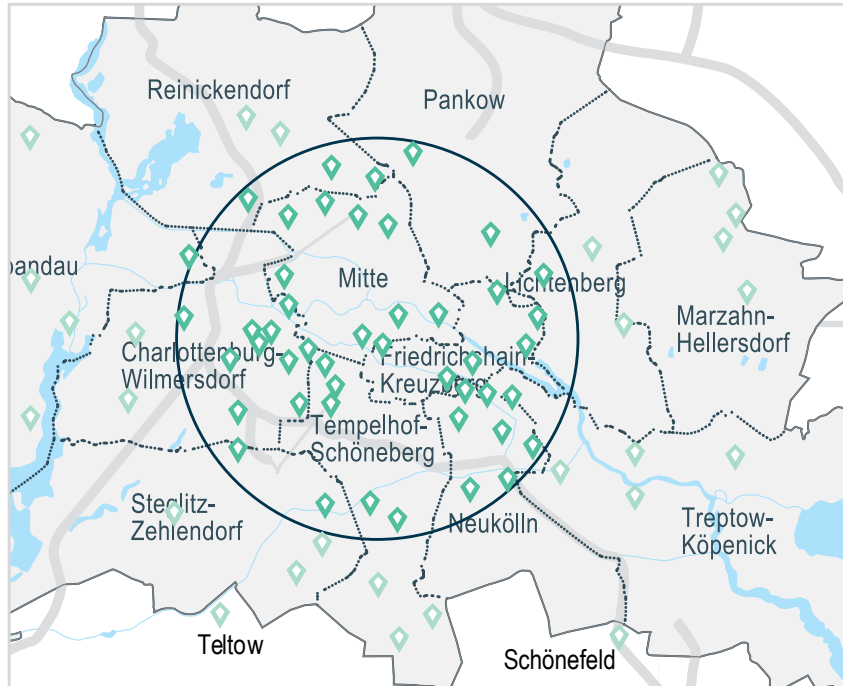 Reinickendorf
Pankow
pandau
Mitte
Lichtenberg
Marzahn-
Hellersdorf
Charlottenburg-
Wilmersdorf
Friedrichshain-
Kreuzberg
Tempelhof-
Schöneberg
Steglitz-
Zehlendorf
Neukölln
Treptow-
Köpenick
Teltow
Schönefeld